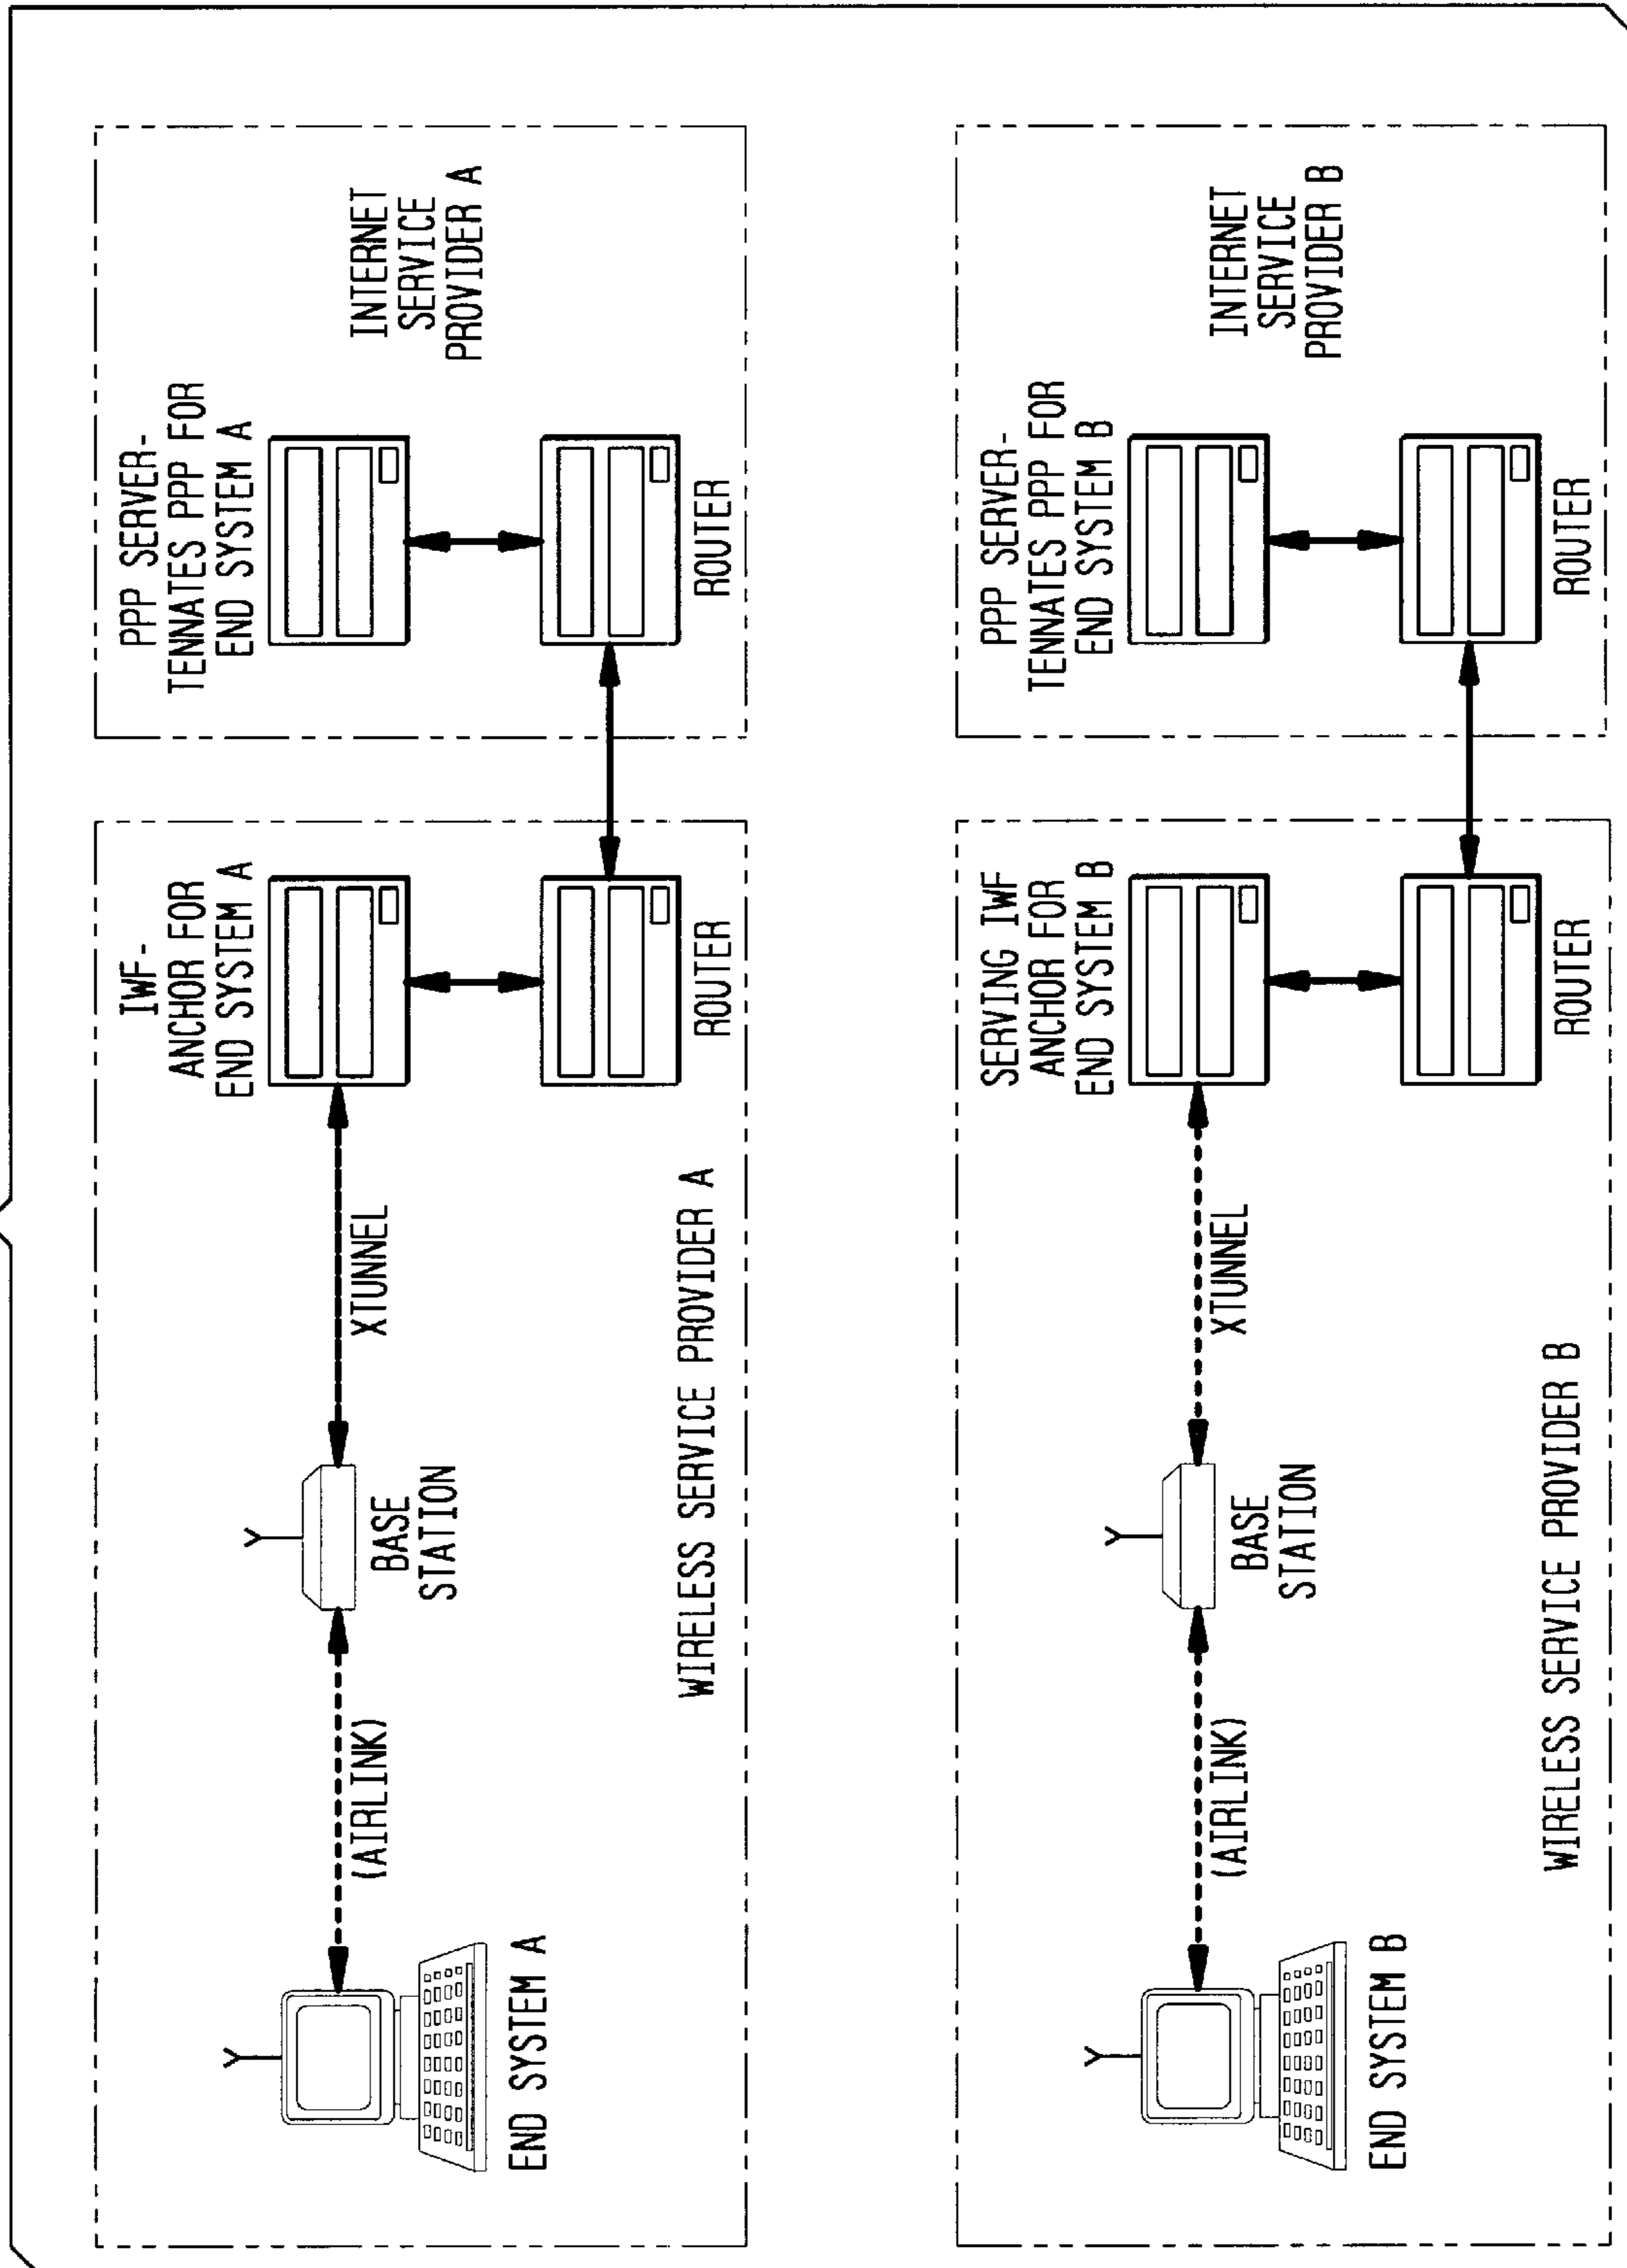 END SYSTEM A
(AIRLINK)
BASE
STATION
XTUNNEL
IWF-
ANCHOR FOR
END SYSTEM A
ROUTER
WIRELESS SERVICE PROVIDER A
PPP SERVER-
TENNATES PPP FOR
END SYSTEM A
ROUTER
INTERNET
SERVICE
PROVIDER A
END SYSTEM B
(AIRLINK)
BASE
STATION
XTUNNEL
SERVING IWF
ANCHOR FOR
END SYSTEM B
ROUTER
WIRELESS SERVICE PROVIDER B
PPP SERVER-
TENNATES PPP FOR
END SYSTEM B
ROUTER
INTERNET
SERVICE
PROVIDER B